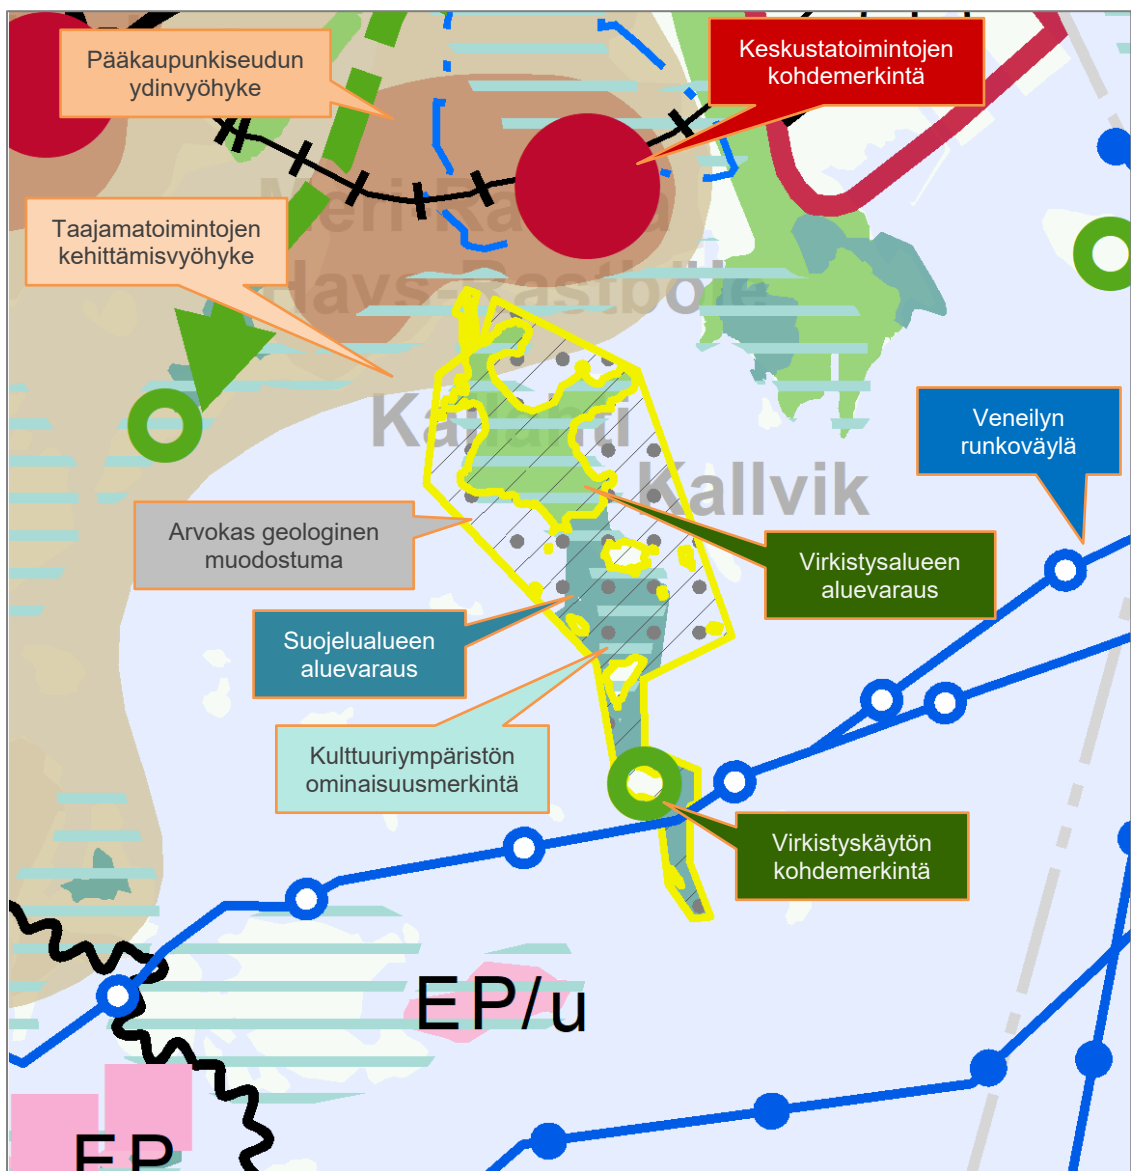 Pääkaupunkiseudun
ydinvyöhyke
Keskustatoimintojen
kohdemerkintä
Taajamatoimintojen
kehittämisvyöhyke
Kallvik
Veneilyn
runkoväylä
Arvokas geologinen
muodostuma
Virkistysalueen
aluevaraus
Suojelualueen
aluevaraus
Kulttuuriympäristön
ominaisuusmerkintä
Virkistyskäytön
kohdemerkintä
EP/u
EP